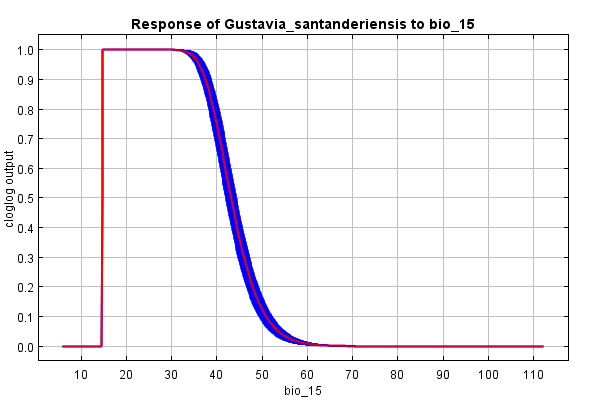 Response of Gustavia_santanderiensis to bio_15
cloglog output
1.0
0.9
0.8
0.7
0.6
0.5
0.4
0.3
0.2
0.1
0.0
10 20 30 40 50 60 70 80 90 100 110
bio_15